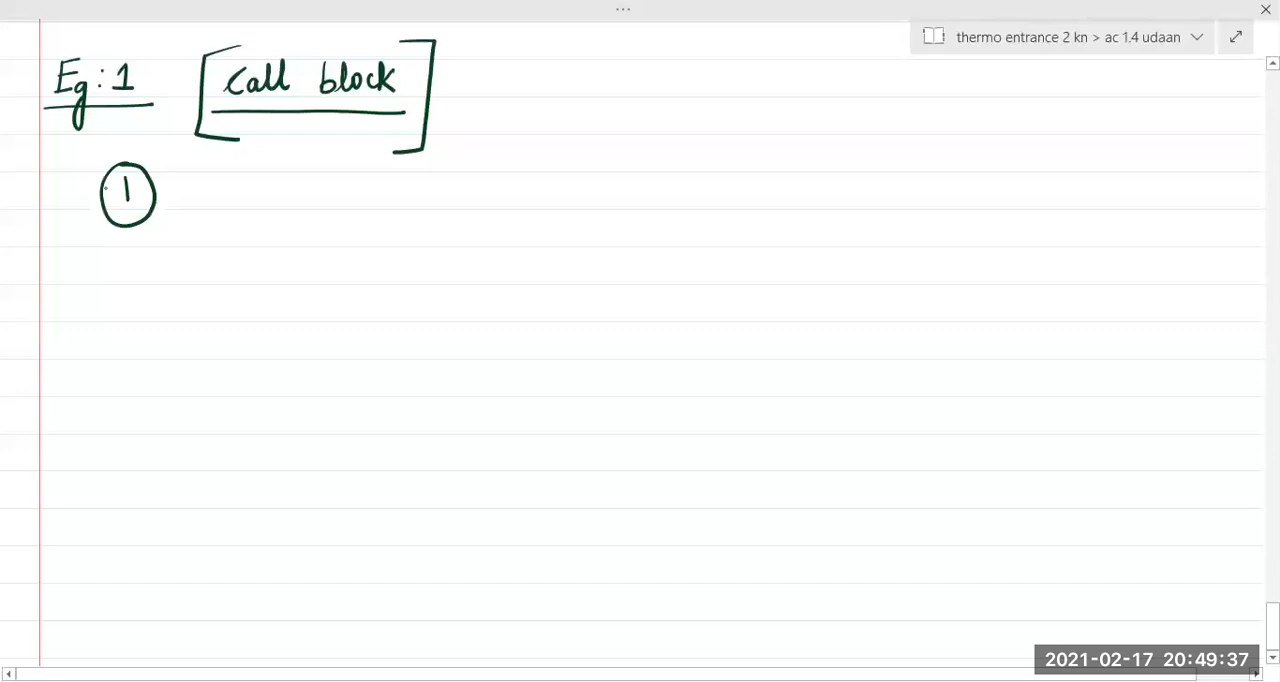 ...
thermo entrance 2 kn > ac 1.4 udaan
Eg:1 [Call block]
1
2021-02-17 20:49:37